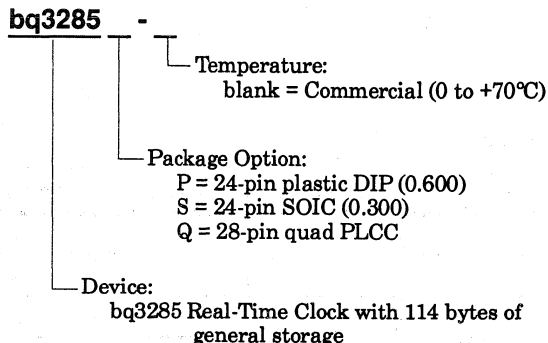 bq3285 _ - _
Temperature:
blank = Commercial (0 to +70°C)
Package Option:
P = 24-pin plastic DIP (0.600)
S = 24-pin SOIC (0.300)
Q = 28-pin quad PLCC
Device:
bq3285 Real-Time Clock with 114 bytes of
general storage